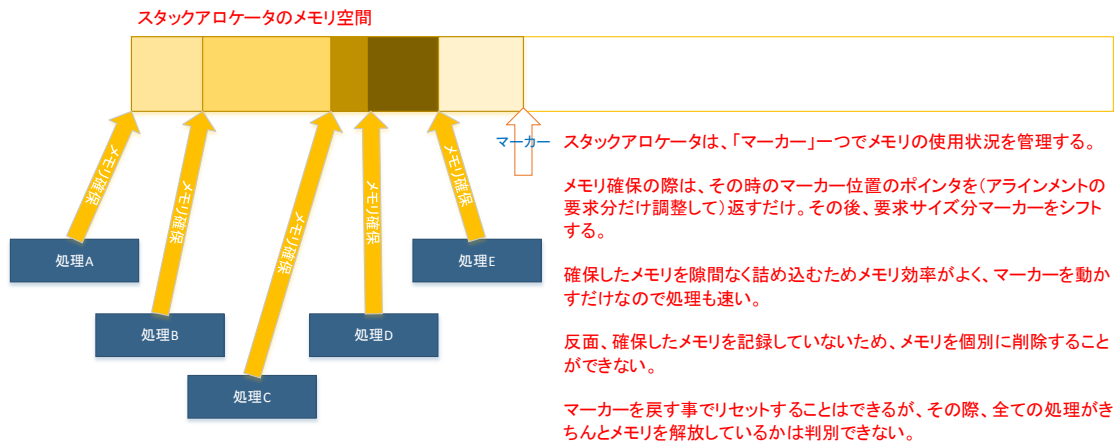 スタックアロケータのメモリ空間
メモリ確保
メモリ確保
メモリ確保
メモリ確保
メモリ確保
マーカー
処理A
処理B
処理C
処理D
処理E
スタックアロケータは、「マーカー」一つでメモリの使用状況を管理する。
メモリ確保の際は、その時のマーカー位置のポインタを(アラインメントの
要求分だけ調整して)返すだけ。その後、要求サイズ分マーカーをシフト
する。
確保したメモリを隙間なく詰め込むためメモリ効率がよく、マーカーを動か
すだけなので処理も速い。
反面、確保したメモリを記録していないため、メモリを個別に削除すること
ができない。
マーカーを戻す事でリセットすることはできるが、その際、全ての処理がき
ちんとメモリを解放しているかは判別できない。